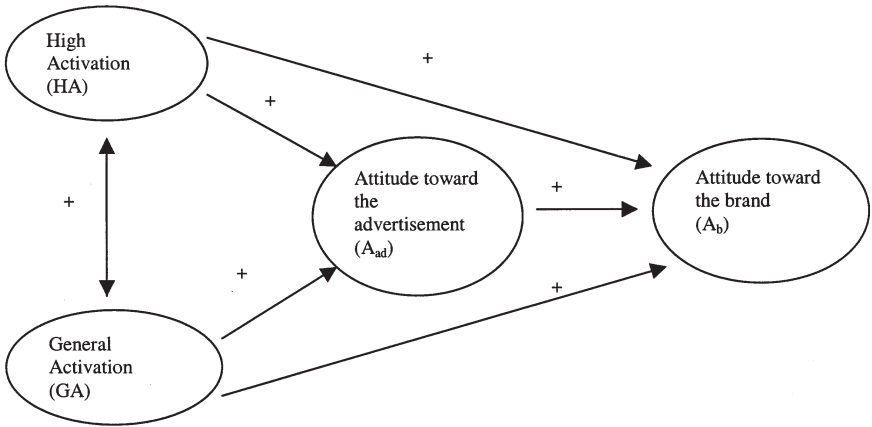 High
Activation
(HA)
+
+
+
Attitude toward
the
advertisement
(Aad)
+
Attitude toward
the brand
(Ab)
+
+
General
Activation
(GA)